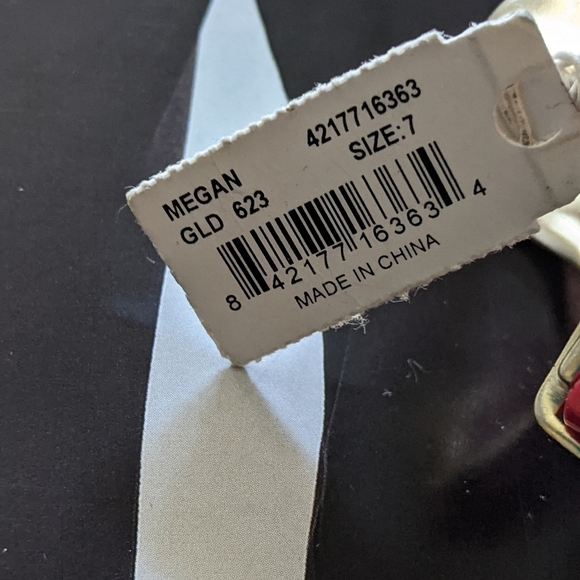 4217716363
MEGAN SIZE:7
GLD 623
8 42177 16363 4
MADE IN CHINA